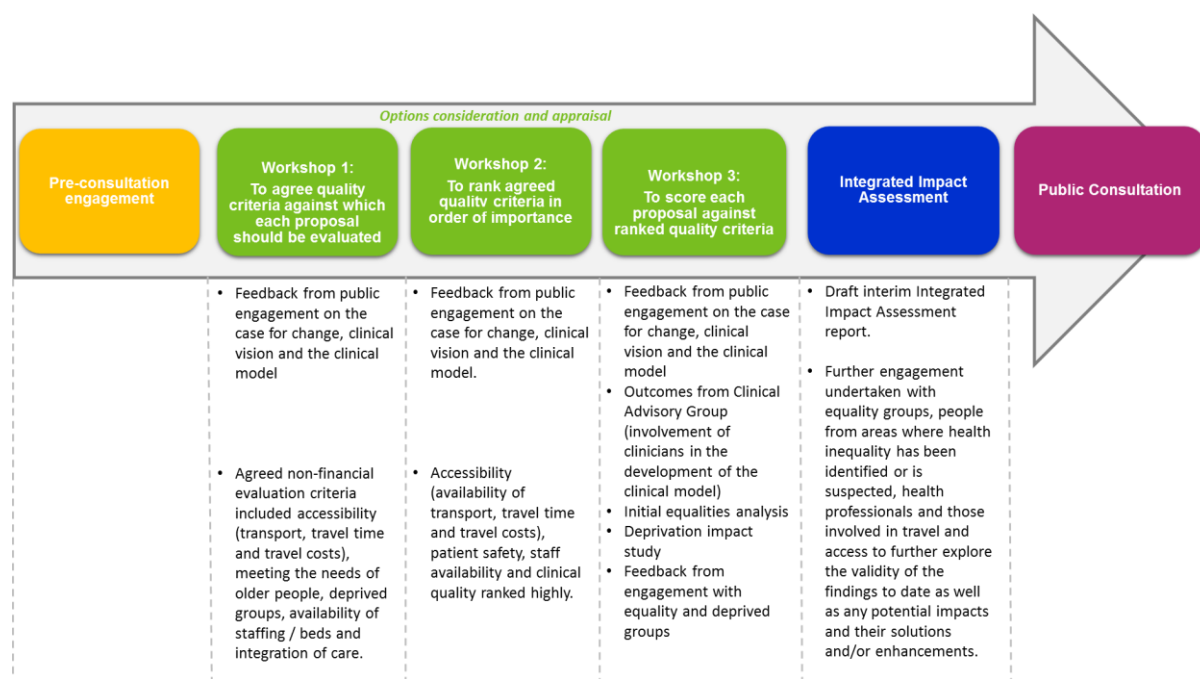 Options consideration and appraisal
Pre-consultation
engagement
Workshop 1:
To agree quality
criteria against which
each proposal
should be evaluated
Workshop 2:
To rank agreed
quality criteria in
order of importance
Workshop 3:
To score each
proposal against
ranked quality criteria
Integrated Impact
Assessment
Public Consultation
• Feedback from public
engagement on the
case for change, clinical
vision and the clinical
model
• Agreed non-financial
evaluation criteria
included accessibility
(transport, travel time
and travel costs),
meeting the needs of
older people, deprived
groups, availability of
staffing / beds and
integration of care.
• Feedback from public
engagement on the
case for change, clinical
vision and the clinical
model.
• Accessibility
(availability of
transport, travel time
and travel costs),
patient safety, staff
availability and clinical
quality ranked highly.
• Feedback from public
engagement on the case
for change, clinical
vision and the clinical
model
• Outcomes from Clinical
Advisory Group
(involvement of
clinicians in the
development of the
clinical model)
• Initial equalities analysis
• Deprivation impact
study
• Feedback from
engagement with
equality and deprived
groups
• Draft interim Integrated
Impact Assessment
report.
• Further engagement
undertaken with
equality groups, people
from areas where health
inequality has been
identified or is
suspected, health
professionals and those
involved in travel and
access to further explore
the validity of the
findings to date as well
as any potential impacts
and their solutions
and/or enhancements.